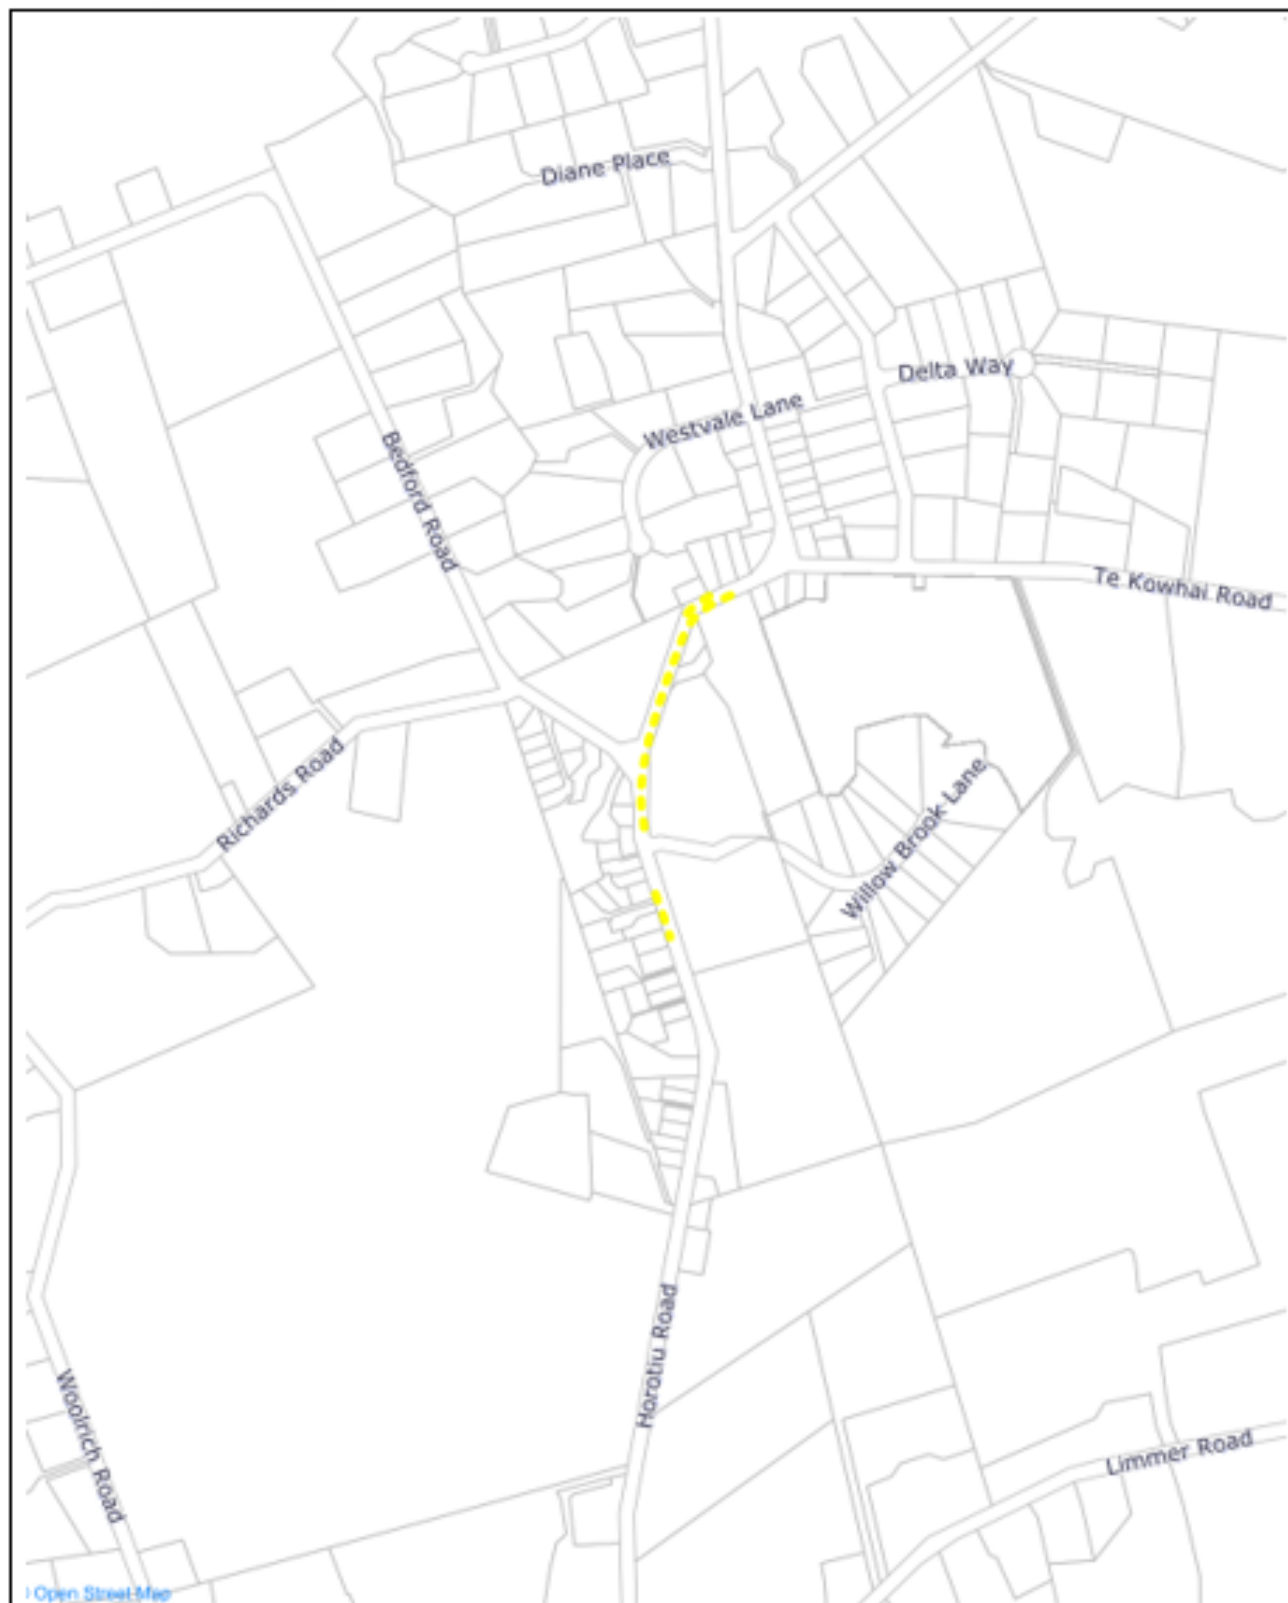 Diane Place
Delta Way
Westvale Lane
Bedford Road
Te Kowhai Road
Richards Road
Willow Brook Lane
Horotiu Road
Woolrich Road
Limmer Road
Open Street Map